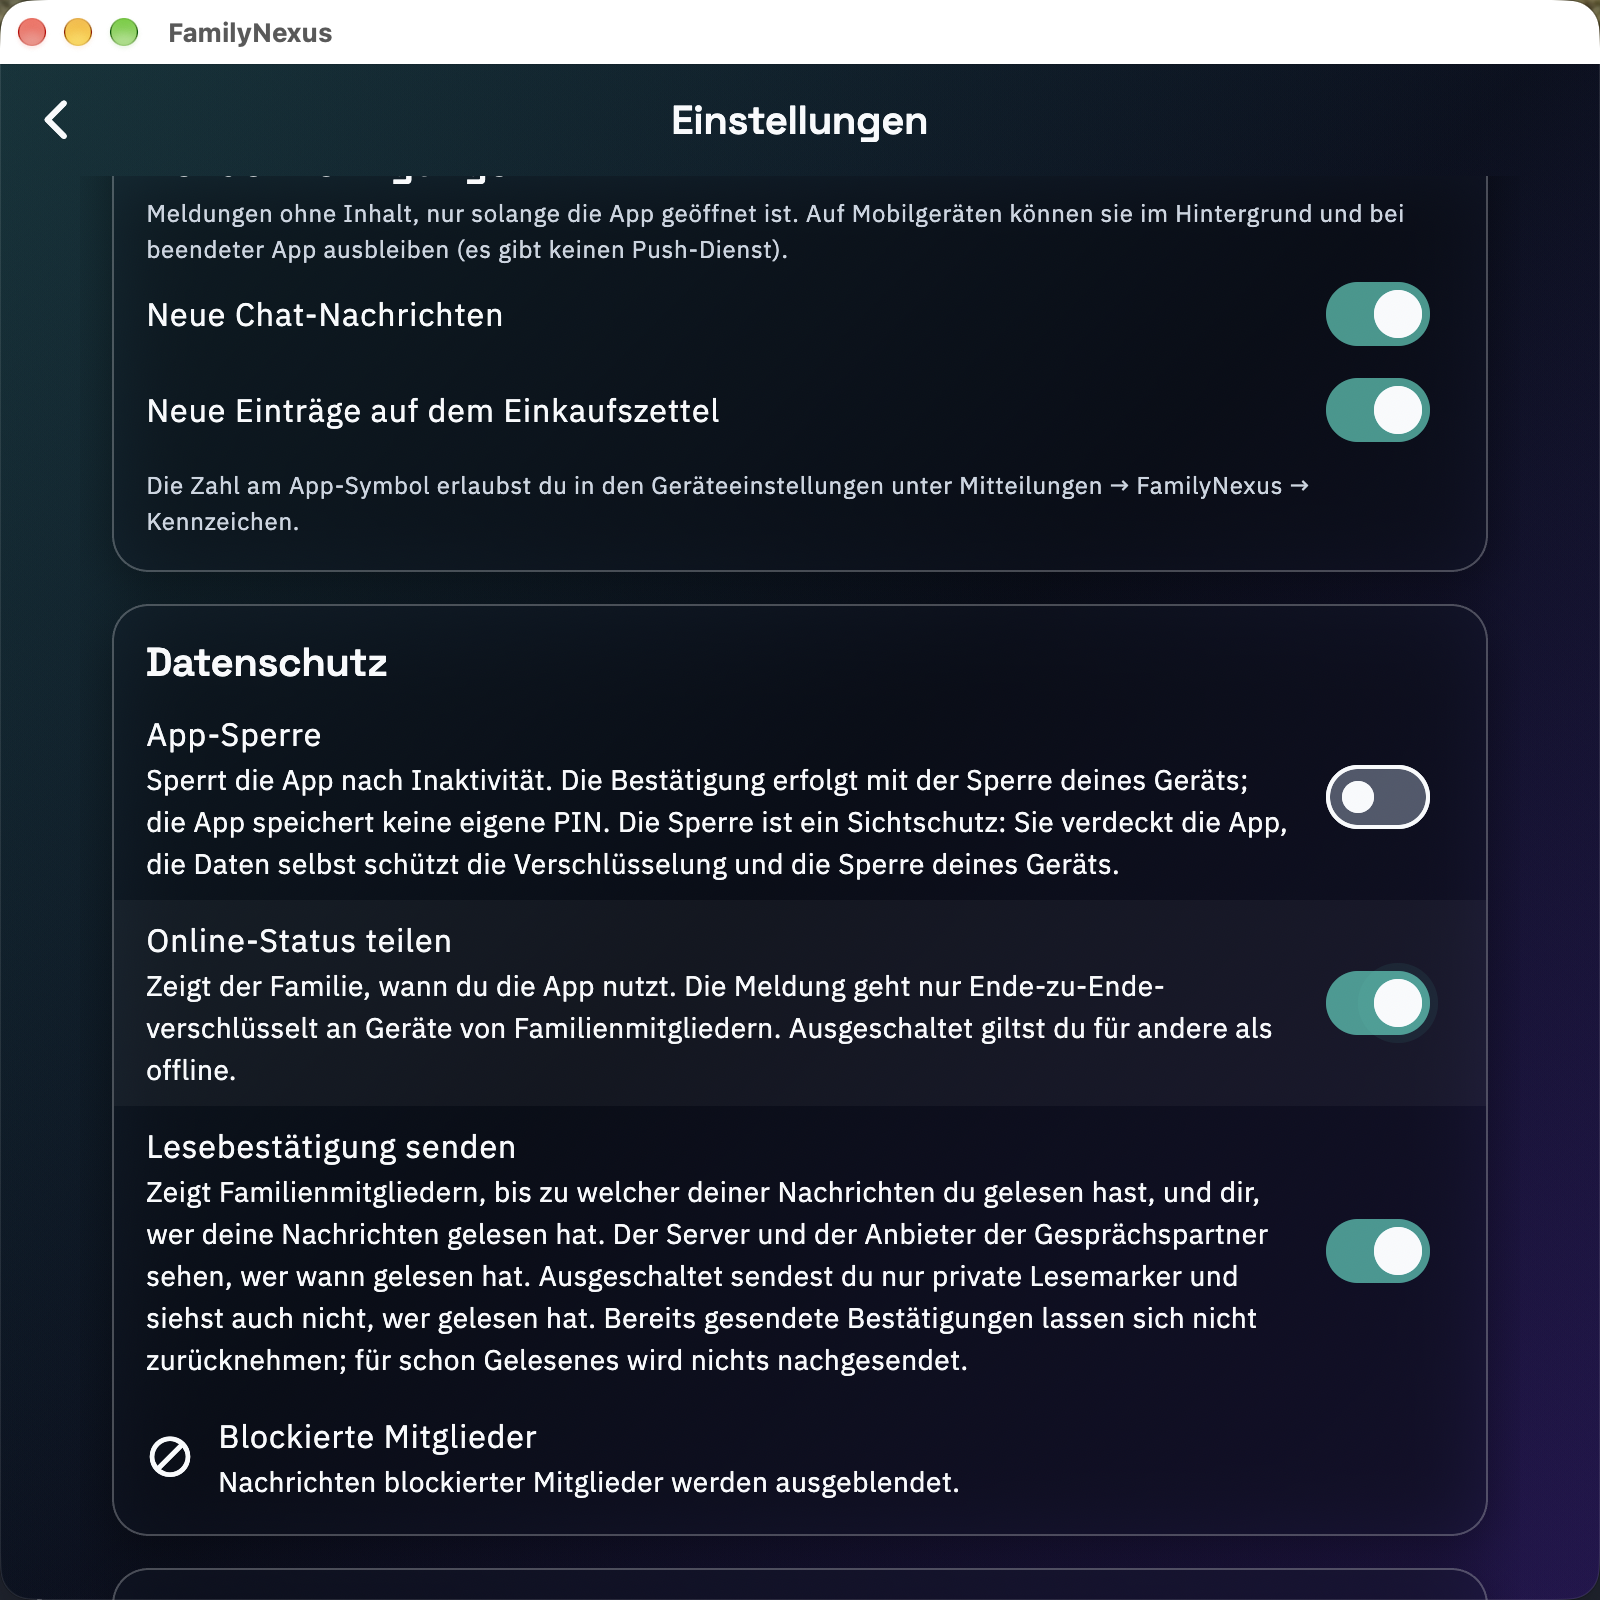 FamilyNexus
Einstellungen
Meldungen ohne Inhalt, nur solange die App geöffnet ist. Auf Mobilgeräten können sie im Hintergrund und bei
beendeter App ausbleiben (es gibt keinen Push-Dienst).
Neue Chat-Nachrichten
Neue Einträge auf dem Einkaufszettel
Die Zahl am App-Symbol erlaubst du in den Geräteeinstellungen unter Mitteilungen → FamilyNexus →
Kennzeichen.
Datenschutz
App-Sperre
Sperrt die App nach Inaktivität. Die Bestätigung erfolgt mit der Sperre deines Geräts;
die App speichert keine eigene PIN. Die Sperre ist ein Sichtschutz: Sie verdeckt die App,
die Daten selbst schützt die Verschlüsselung und die Sperre deines Geräts.
Online-Status teilen
Zeigt der Familie, wann du die App nutzt. Die Meldung geht nur Ende-zu-Ende-
verschlüsselt an Geräte von Familienmitgliedern. Ausgeschaltet giltst du für andere als
offline.
Lesebestätigung senden
Zeigt Familienmitgliedern, bis zu welcher deiner Nachrichten du gelesen hast, und dir,
wer deine Nachrichten gelesen hat. Der Server und der Anbieter der Gesprächspartner
sehen, wer wann gelesen hat. Ausgeschaltet sendest du nur private Lesemarker und
siehst auch nicht, wer gelesen hat. Bereits gesendete Bestätigungen lassen sich nicht
zurücknehmen; für schon Gelesenes wird nichts nachgesendet.
Blockierte Mitglieder
Nachrichten blockierter Mitglieder werden ausgeblendet.